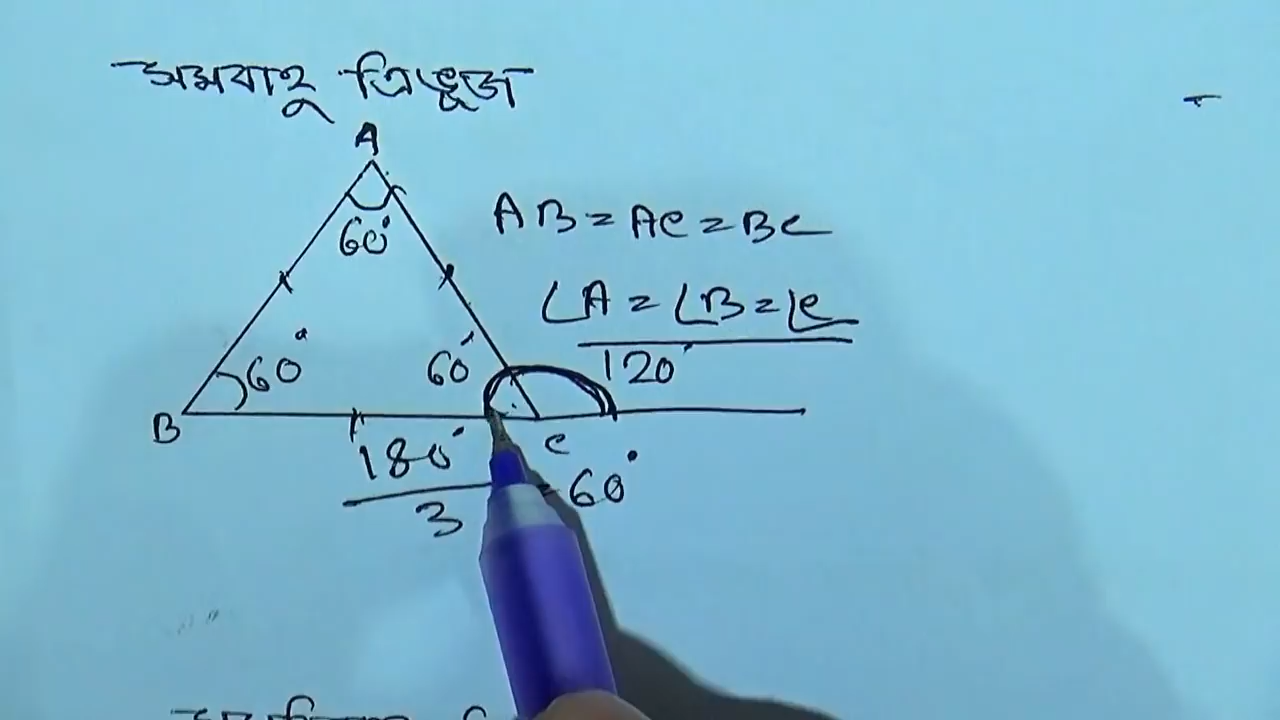 সমবাহু ত্রিভূজ
A
60°
AB = AC = BC
∠A = ∠B = ∠C
60°
60°
120°
B
C
180°
3
= 60°